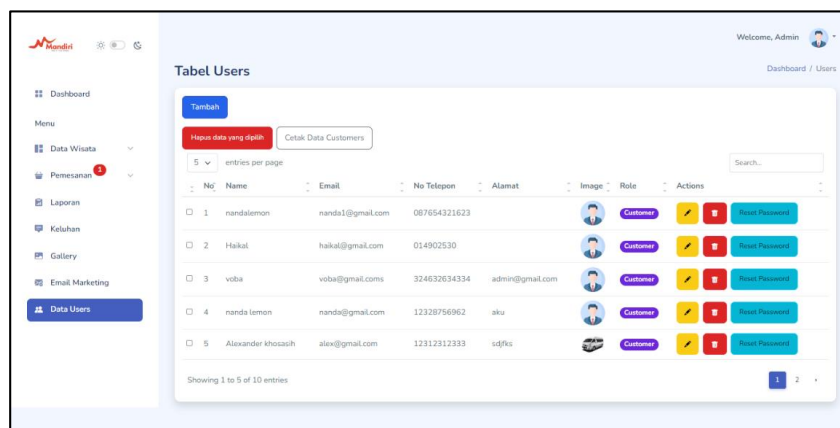 Mandiri
Welcome, Admin
Tabel Users
Dashboard / Users
Dashboard
Menu
Data Wisata
Pemesanan 1
Laporan
Keluhan
Gallery
Email Marketing
Data Users
Tambah
Hapus data yang dipilih Cetak Data Customers
5 entries per page Search...
No Name Email No Telepon Alamat Image Role Actions
1 nandalemon nanda1@gmail.com 087654321623 Customer Reset Password
2 Haikal haikal@gmail.com 014902530 Customer Reset Password
3 voba voba@gmail.coms 324632634334 admin@gmail.com Customer Reset Password
4 nanda lemon nanda@gmail.com 12328756962 aku Customer Reset Password
5 Alexander khosasih alex@gmail.com 12312312333 sdjfks Customer Reset Password
Showing 1 to 5 of 10 entries 1 2 ›